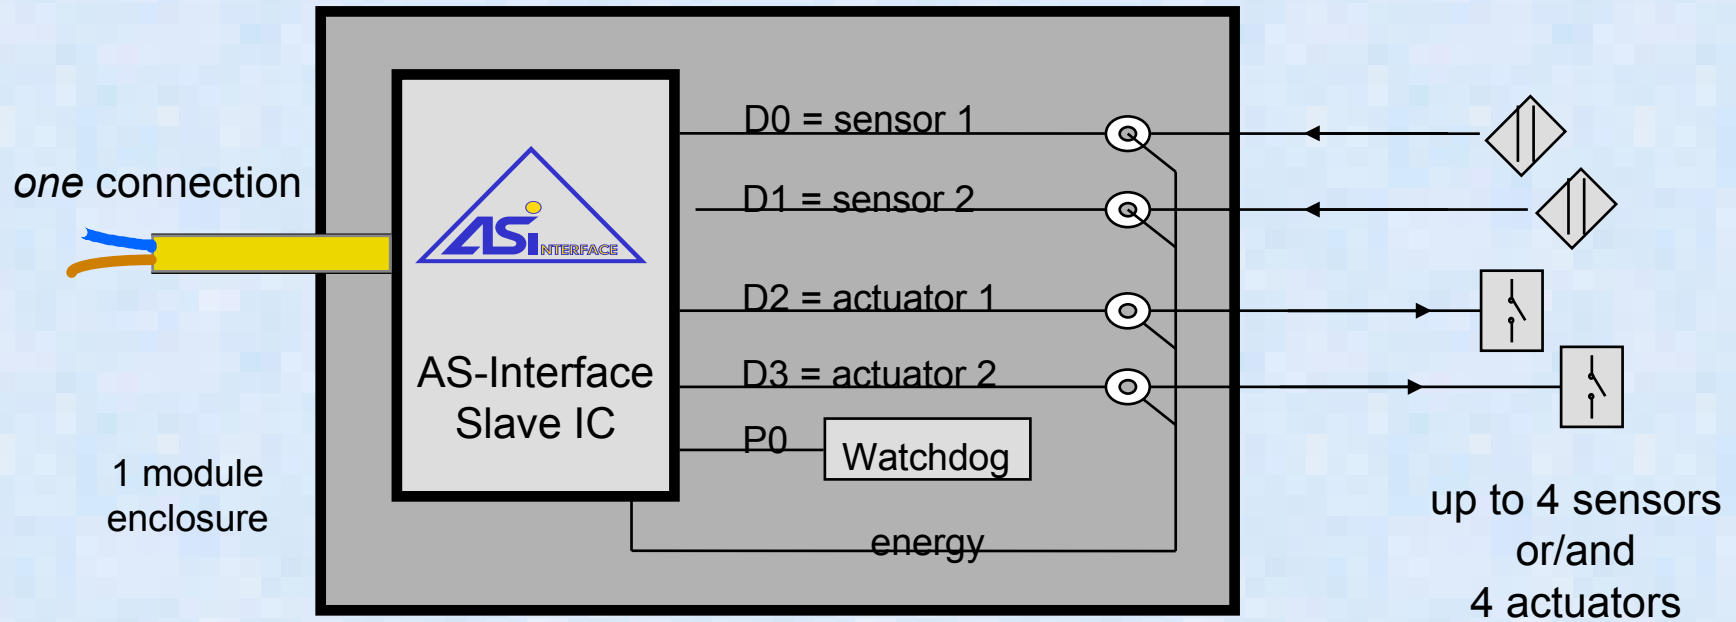 one connection
1 module
enclosure
ASi
NTERFACE
AS-Interface
Slave IC
D0 = sensor 1
D1 = sensor 2
D2 = actuator 1
D3 = actuator 2
P0
Watchdog
energy
up to 4 sensors
or/and
4 actuators